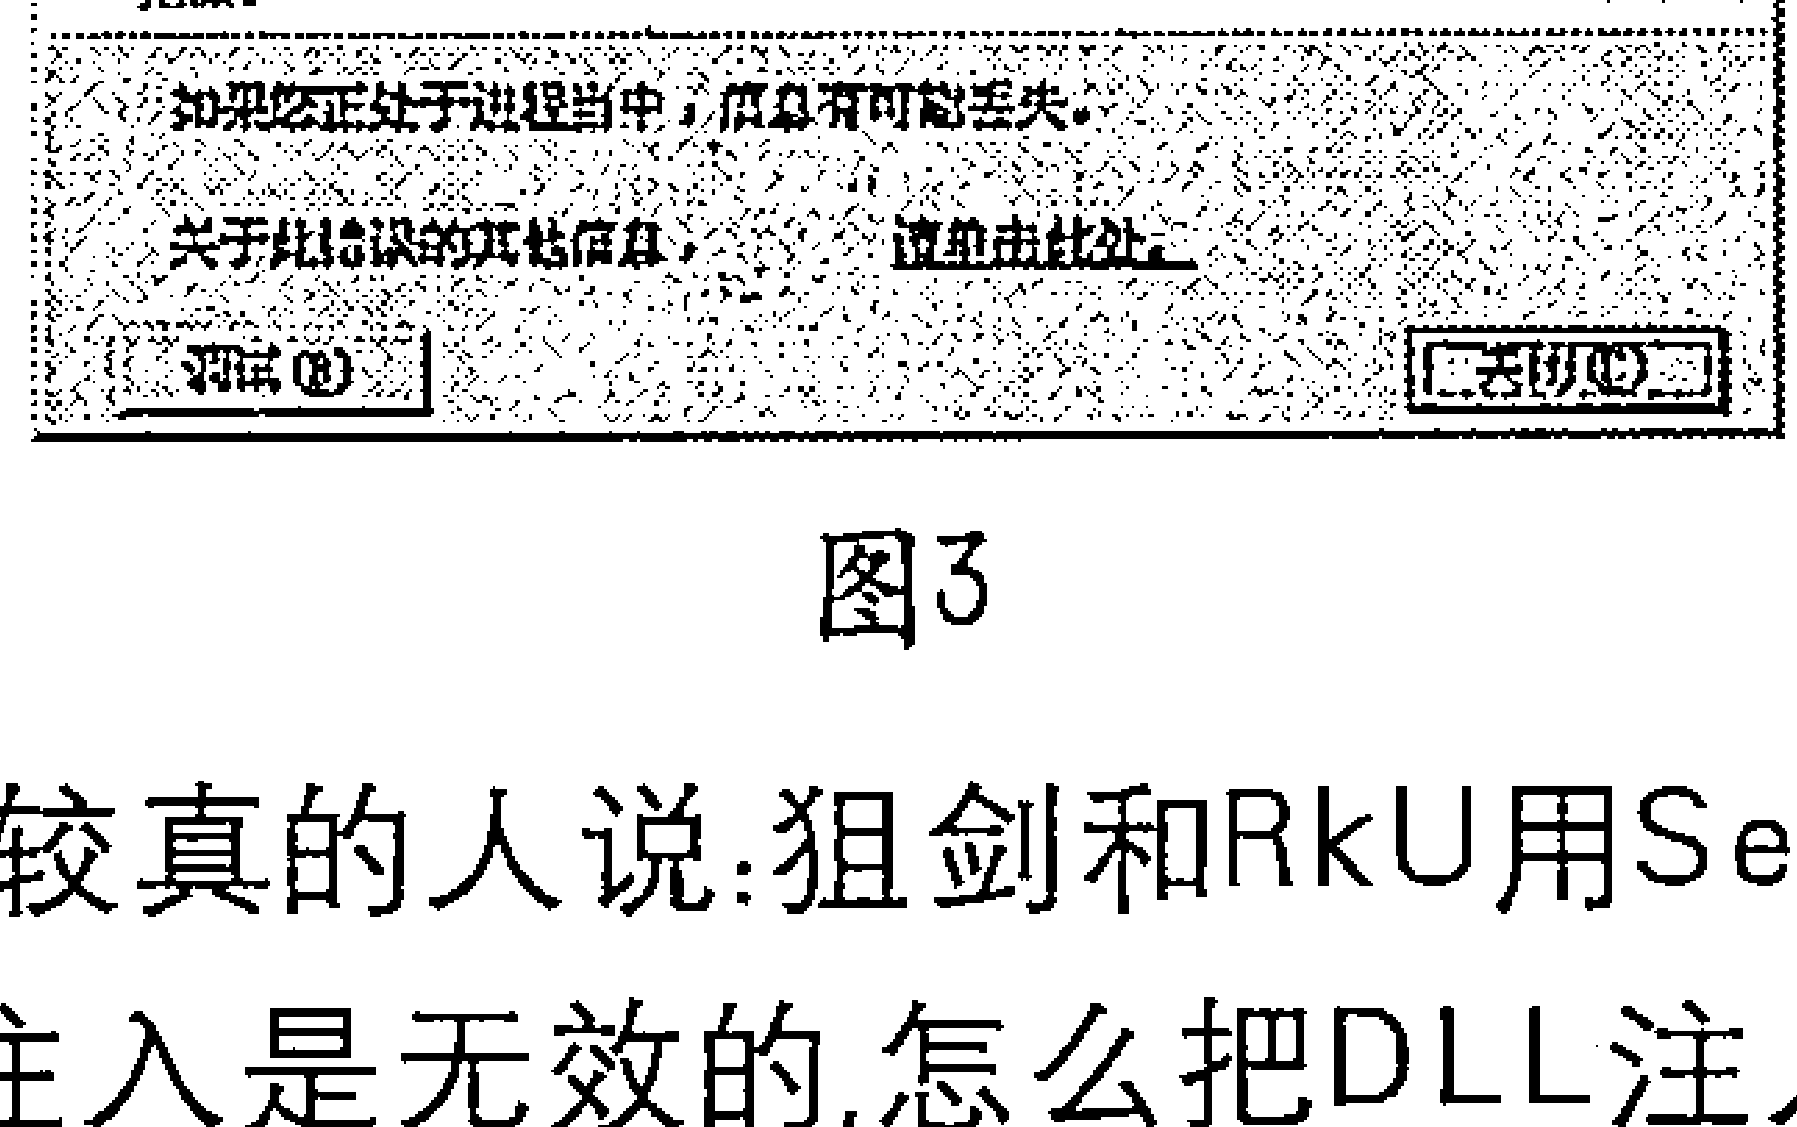 如果您正处于进程当中，信息有可能丢失。
关于此错误的其他信息， 请单击此处。
调试(B) 关闭(C)
图3
较真的人说:狙剑和RkU用Se
注入是无效的,怎么把DLL注入